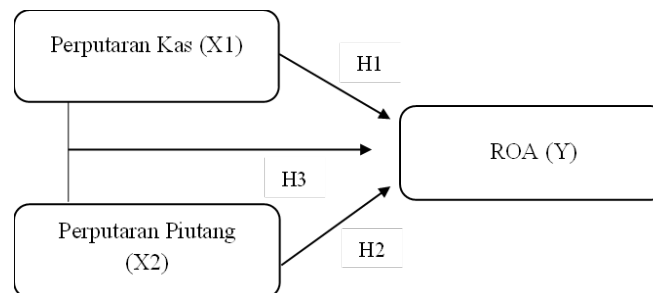 Perputaran Kas (X1)
H1
ROA (Y)
H3
Perputaran Piutang
(X2)
H2